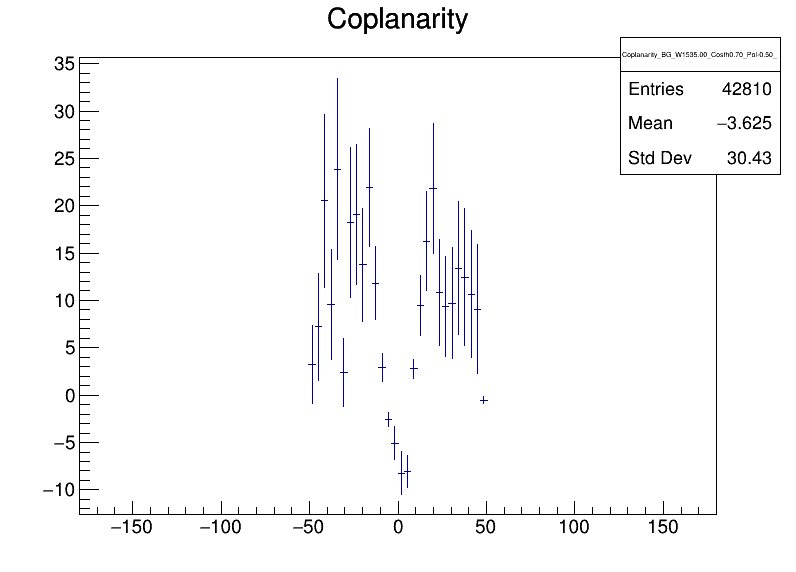 Coplanarity
Coplanarity_BG_W1535.00_Costh0.70_Pol-0.50_
Entries 42810
Mean −3.625
Std Dev 30.43
35
30
25
20
15
10
5
0
−5
−10
−150 −100 −50 0 50 100 150